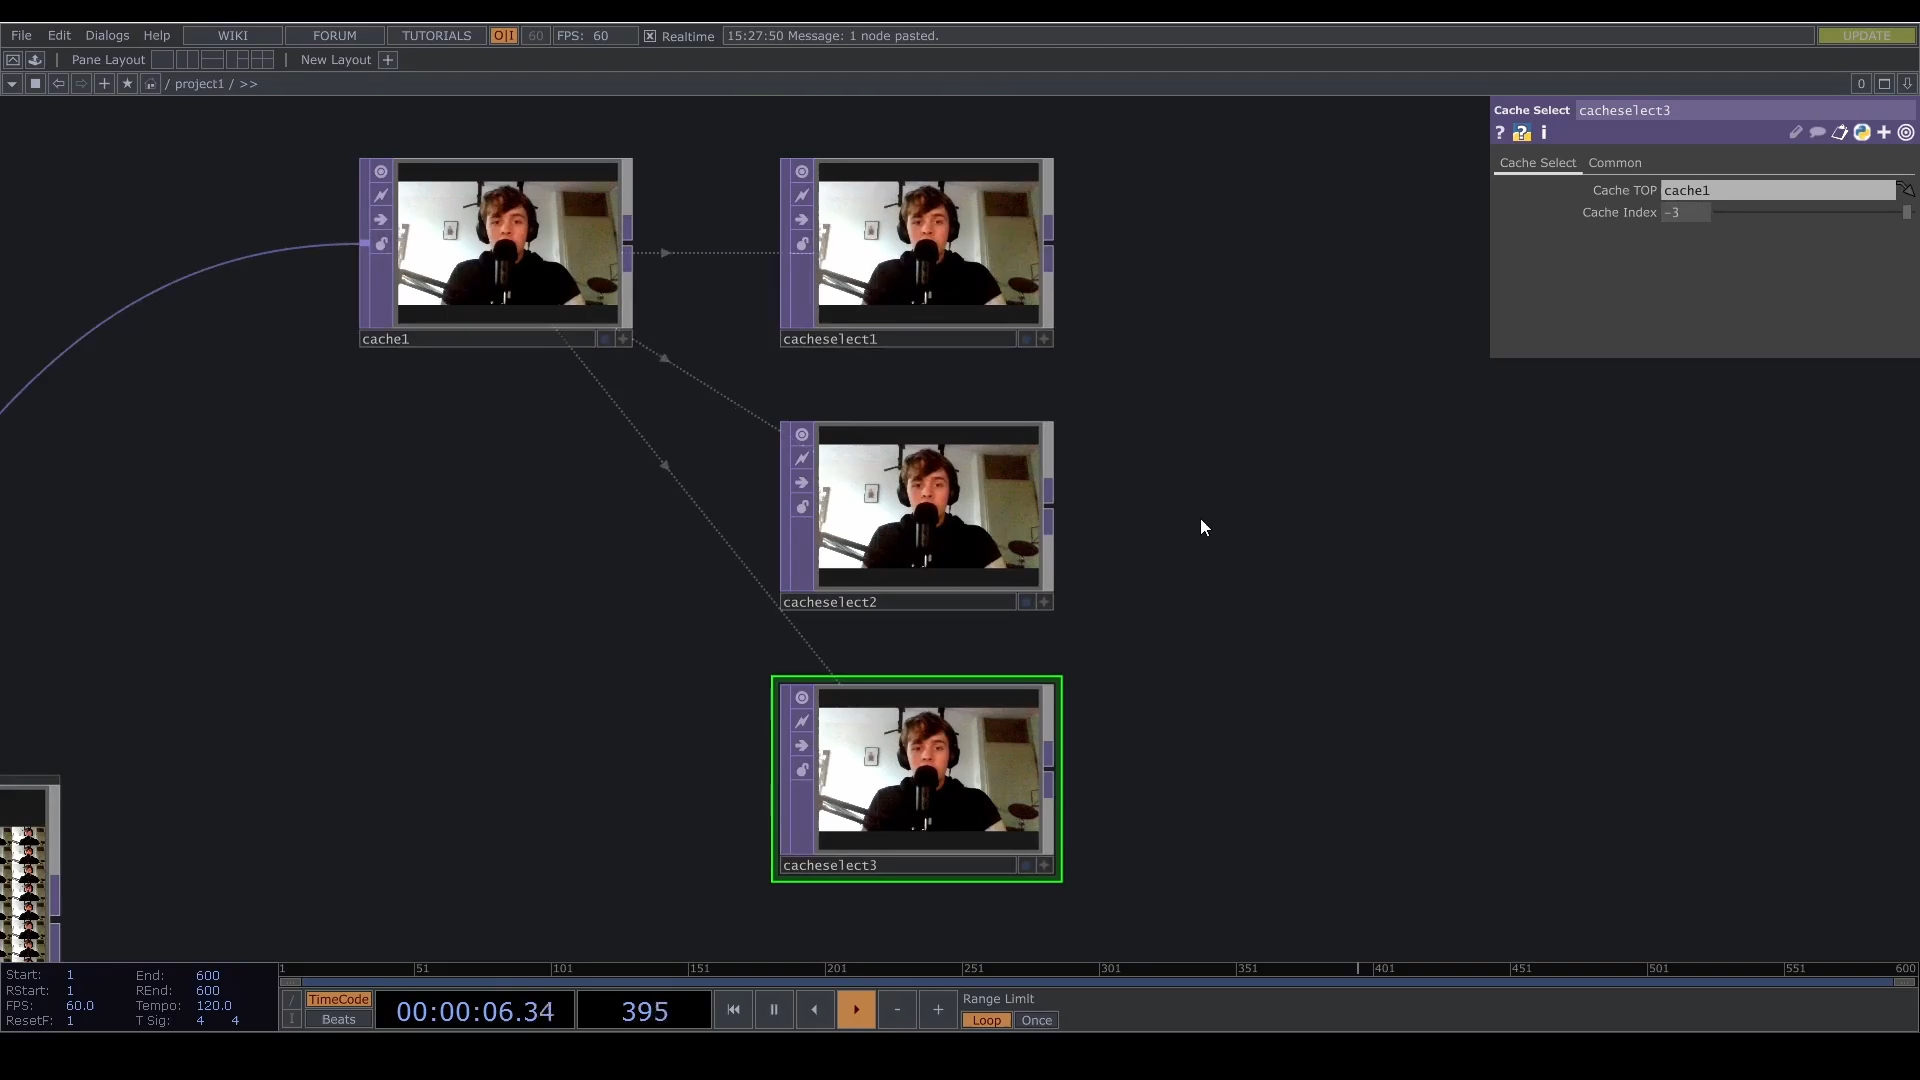 File Edit Dialogs Help WIKI FORUM TUTORIALS O|I 60 FPS: 60 Realtime 15:27:50 Message: 1 node pasted. UPDATE
| Pane Layout | New Layout +
/ project1 / >> 0
Cache Select cacheselect3
? ? i
Cache Select Common
Cache TOP cache1
Cache Index -3
cache1
cacheselect1
cacheselect2
cacheselect3
1 51 101 151 201 251 301 351 401 451 501 551 600
Start: 1 End: 600
RStart: 1 REnd: 600
FPS: 60.0 Tempo: 120.0
ResetF: 1 T Sig: 4 4
/ TimeCode
I Beats
00:00:06.34 395
- +
Range Limit
Loop Once